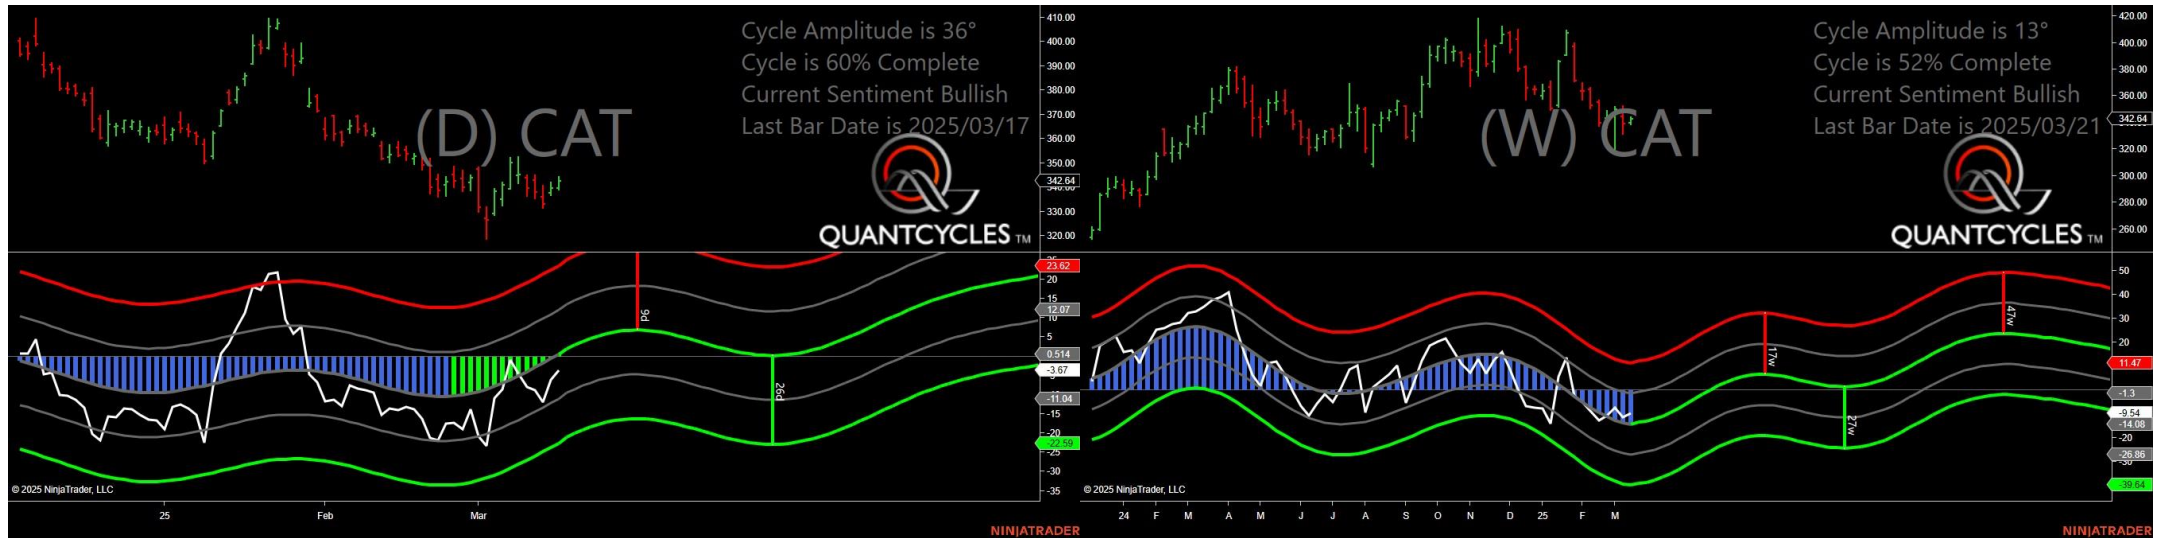 Cycle Amplitude is 36°
Cycle is 60% Complete
Current Sentiment Bullish
Last Bar Date is 2025/03/17
(D) CAT
QUANTCYCLES TM
410.00
400.00
390.00
380.00
370.00
360.00
350.00
342.64
330.00
320.00
23.62
20
15
12.07
10
5
0.514
-3.67
-11.04
-15
-20
-22.59
-25
-30
-35
9d
26d
© 2025 NinjaTrader, LLC
25
Feb
Mar
NINJATRADER
Cycle Amplitude is 13°
Cycle is 52% Complete
Current Sentiment Bullish
Last Bar Date is 2025/03/21
(W) CAT
QUANTCYCLES TM
420.00
400.00
380.00
360.00
342.64
320.00
300.00
280.00
260.00
50
40
30
20
11.47
-1.3
-9.54
-14.08
-20
-26.86
-39.64
17w
27w
47w
© 2025 NinjaTrader, LLC
24 F M A M J J A S O N D 25 F M
NINJATRADER